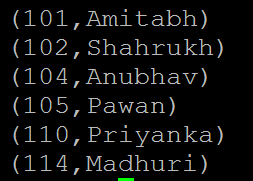 (101,Amitabh)
(102,Shahrukh)
(104,Anubhav)
(105,Pawan)
(110,Priyanka)
(114,Madhuri)